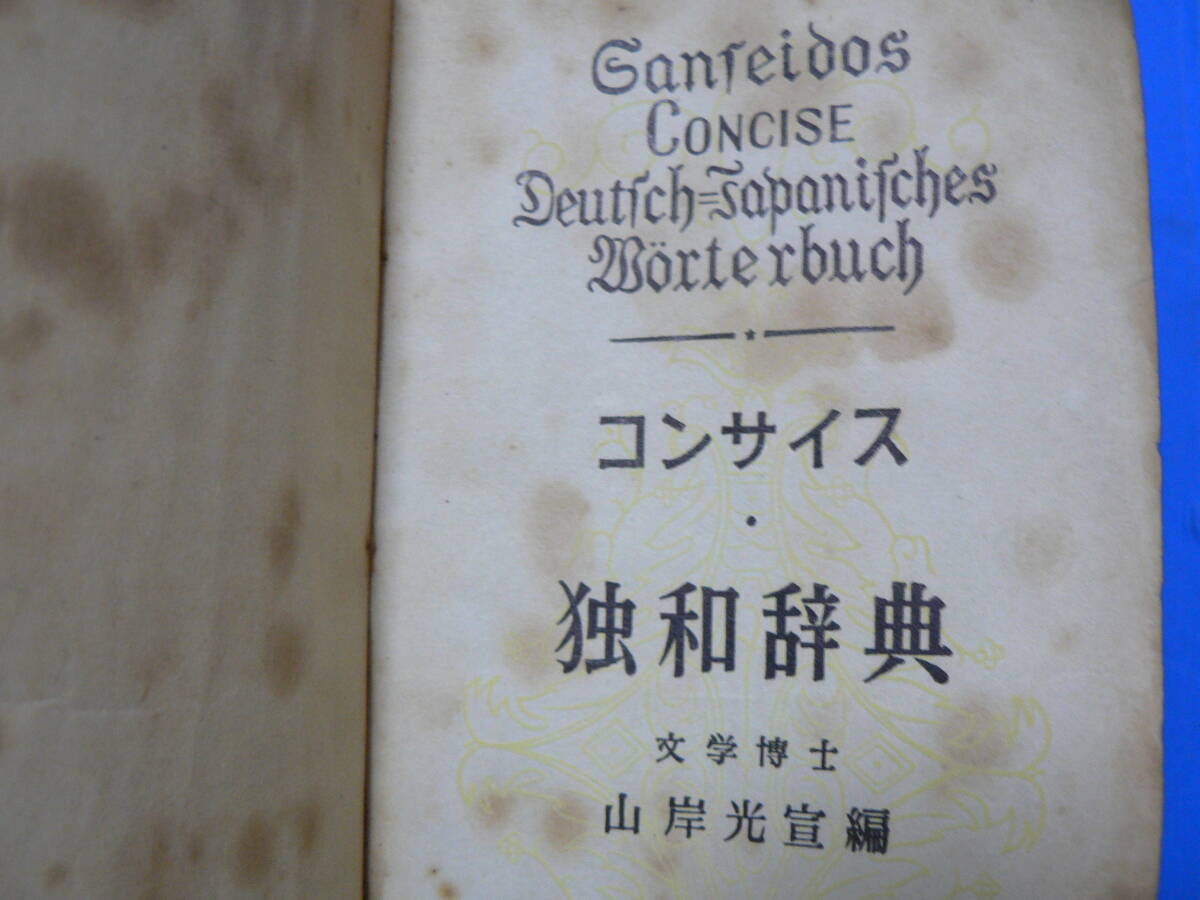 Sanſeidos
CONCISE
Deutſch=Japaniſches
Wörterbuch
コンサイス
・
独和辞典
文学博士
山岸光宣編